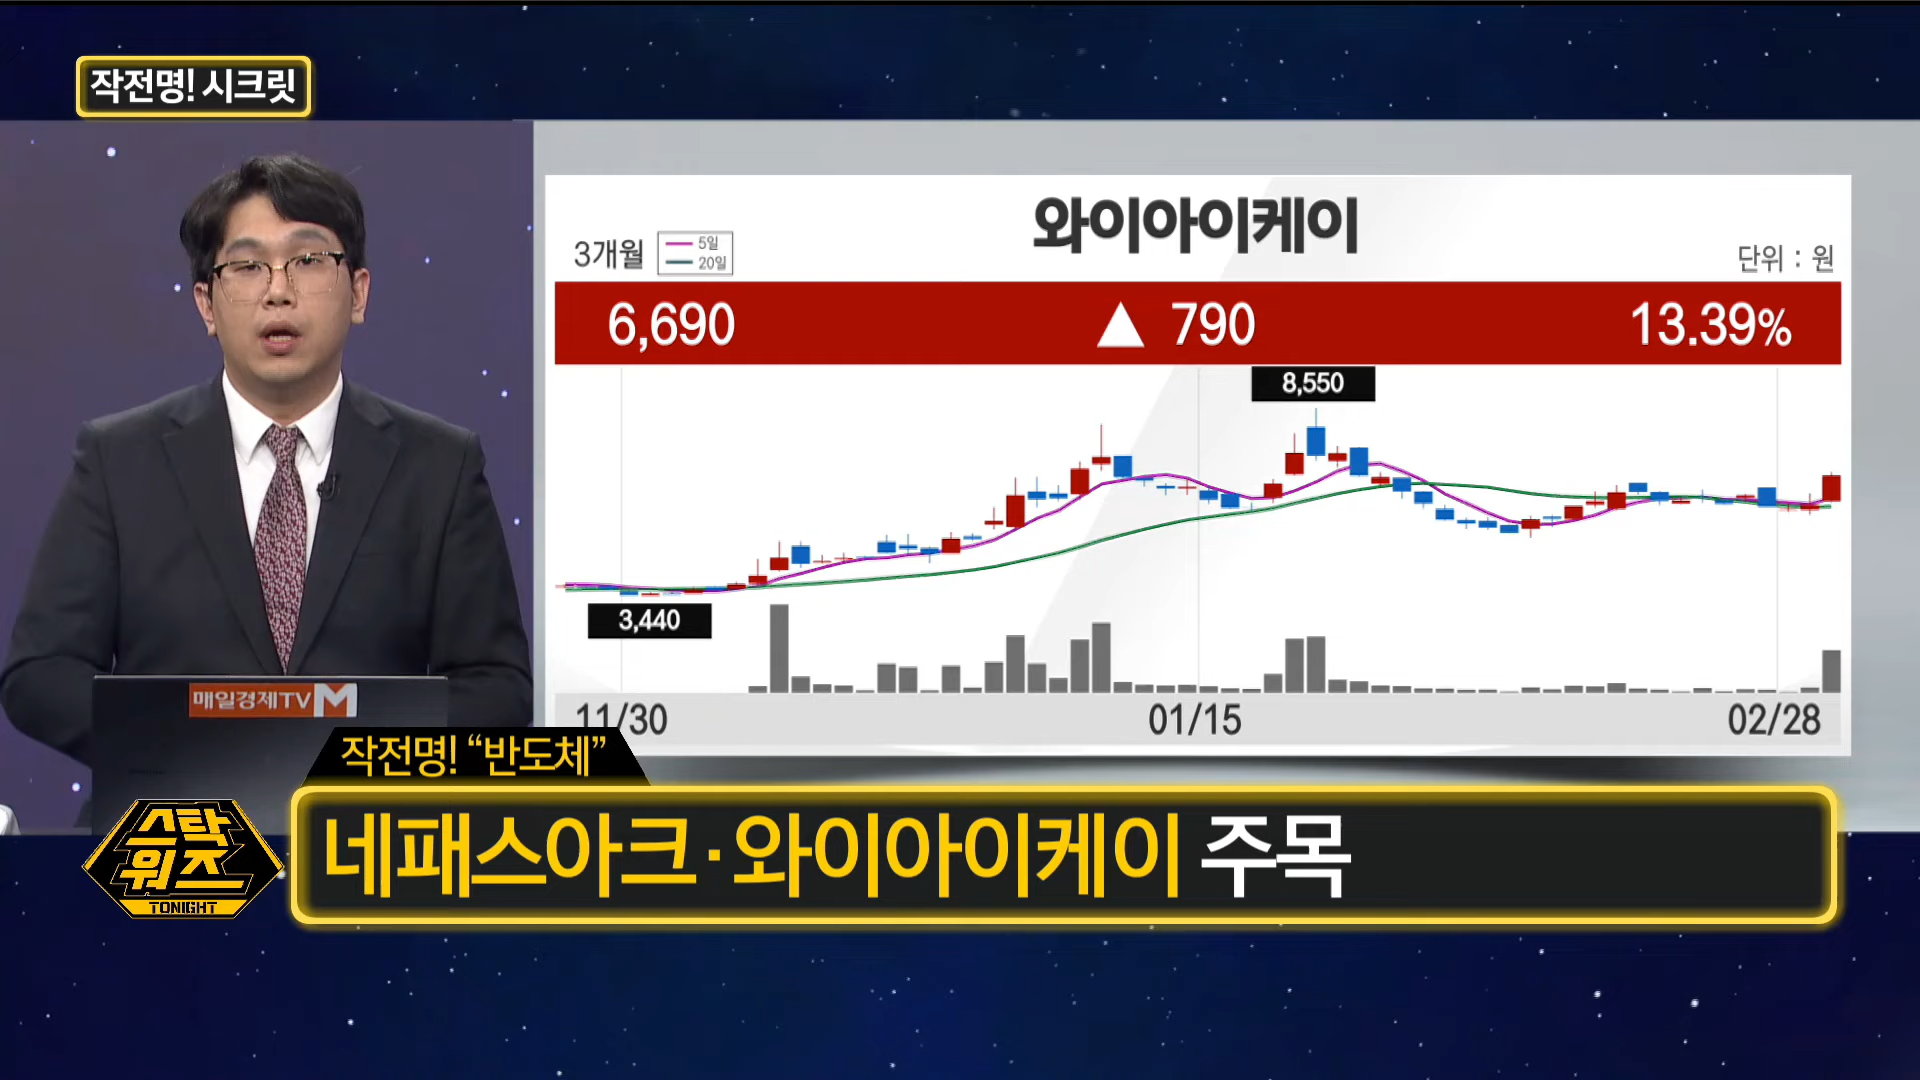 작전명! 시크릿
와이아이케이
3개월
5일
20일
단위 : 원
6,690 ▲ 790 13.39%
8,550
3,440
11/30 01/15 02/28
매일경제TV M
작전명! “반도체”
스탁
워즈
TONIGHT
네패스아크·와이아이케이 주목